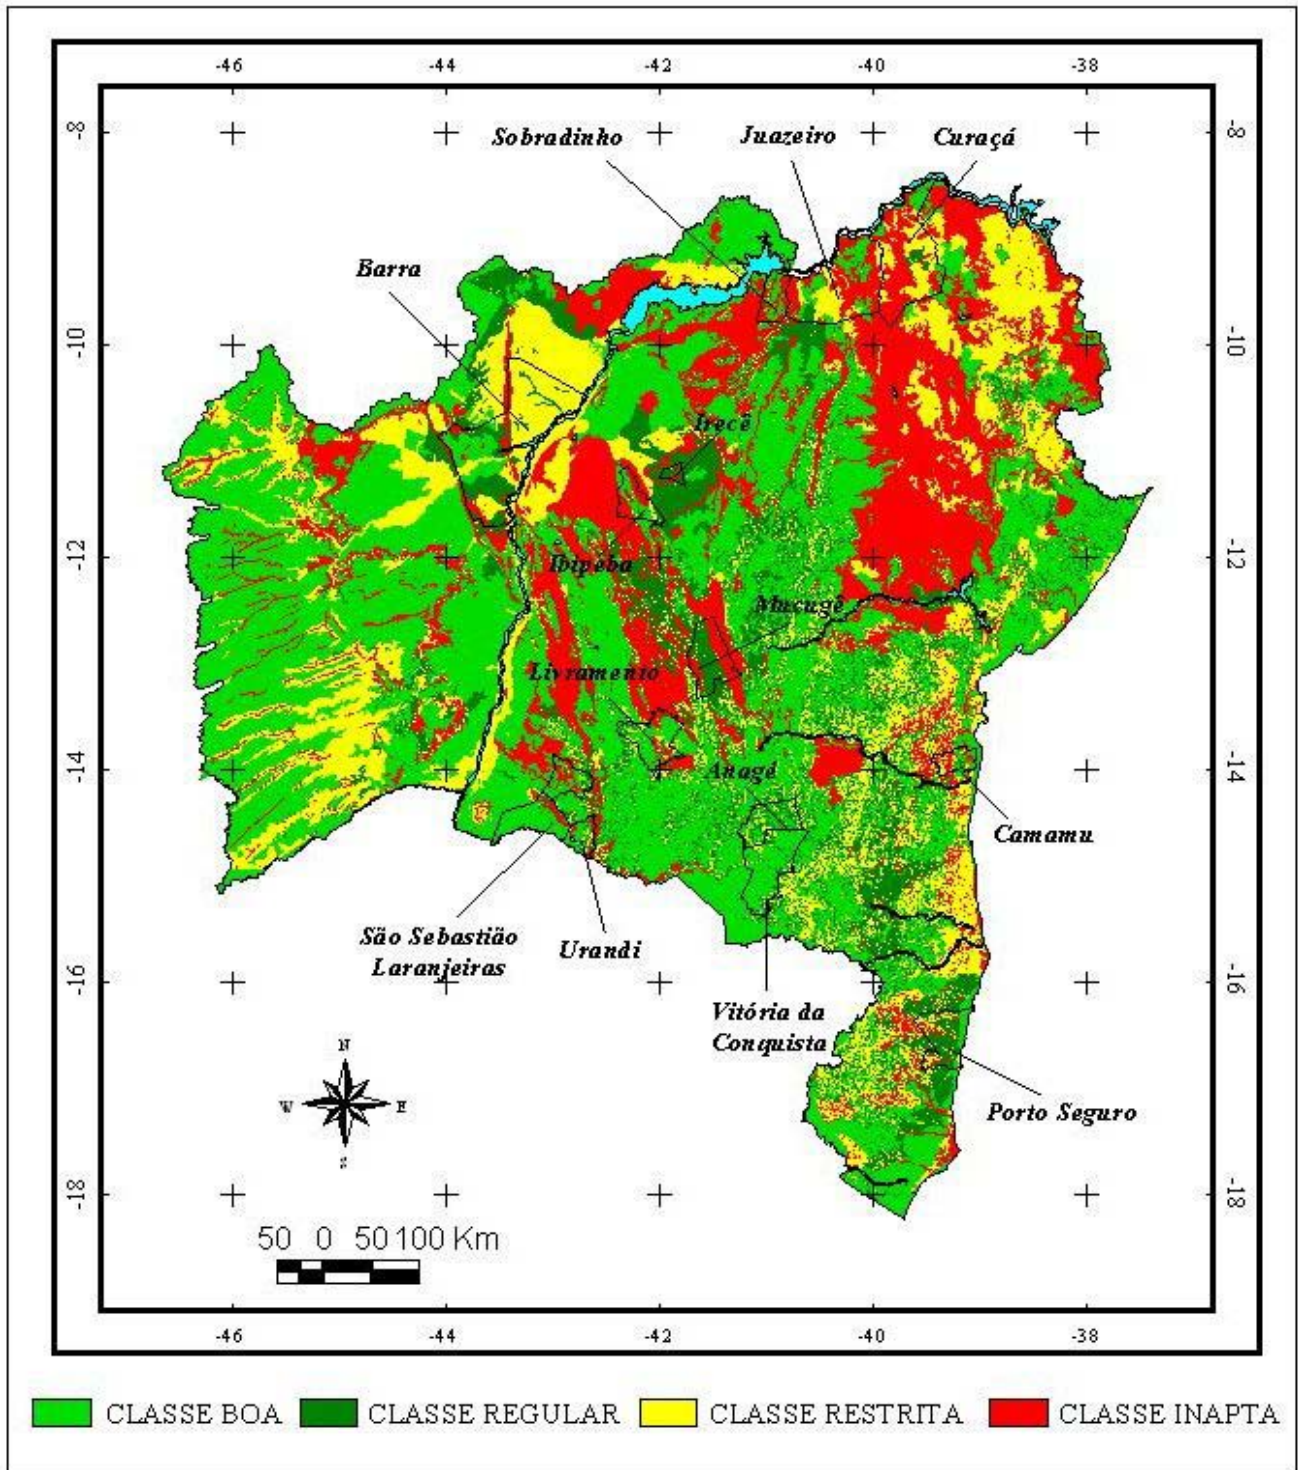 -46 -44 -42 -40 -38
-8 -8
Sobradinho
Juazeiro
Curaçá
Barra
-10 -10
Irecê
-12 -12
Ibipeba
Mucugê
Livramento
-14 -14
Anagé
Camamu
São Sebastião
Laranjeiras
Urandi
-16 -16
Vitória da
Conquista
N
W E
S
Porto Seguro
-18 -18
50 0 50 100 Km
-46 -44 -42 -40 -38
CLASSE BOA CLASSE REGULAR CLASSE RESTRITA CLASSE INAPTA